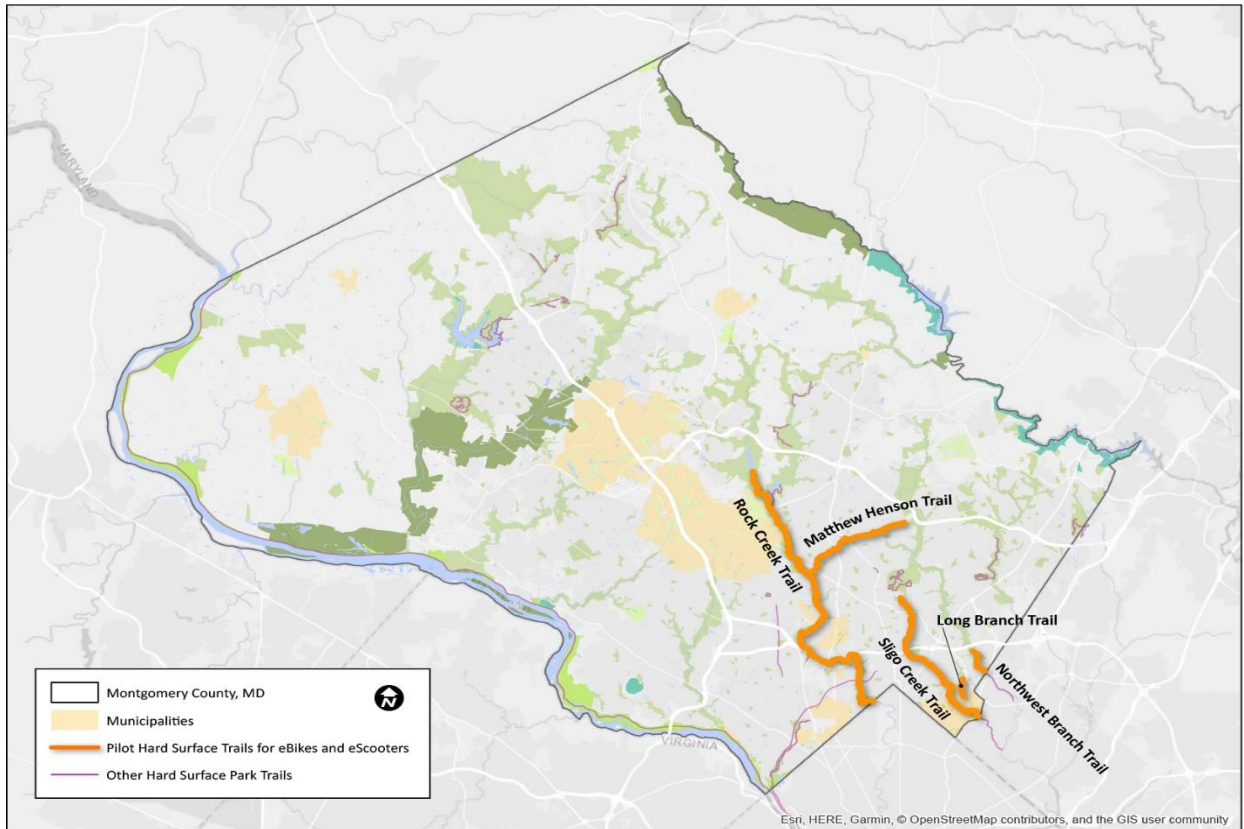 MARYLAND
Matthew Henson Trail
Rock Creek Trail
Long Branch Trail
Sligo Creek Trail
Northwest Branch Trail
VIRGINIA
Montgomery County, MD
N
Municipalities
Pilot Hard Surface Trails for eBikes and eScooters
Other Hard Surface Park Trails
Esri, HERE, Garmin, © OpenStreetMap contributors, and the GIS user community